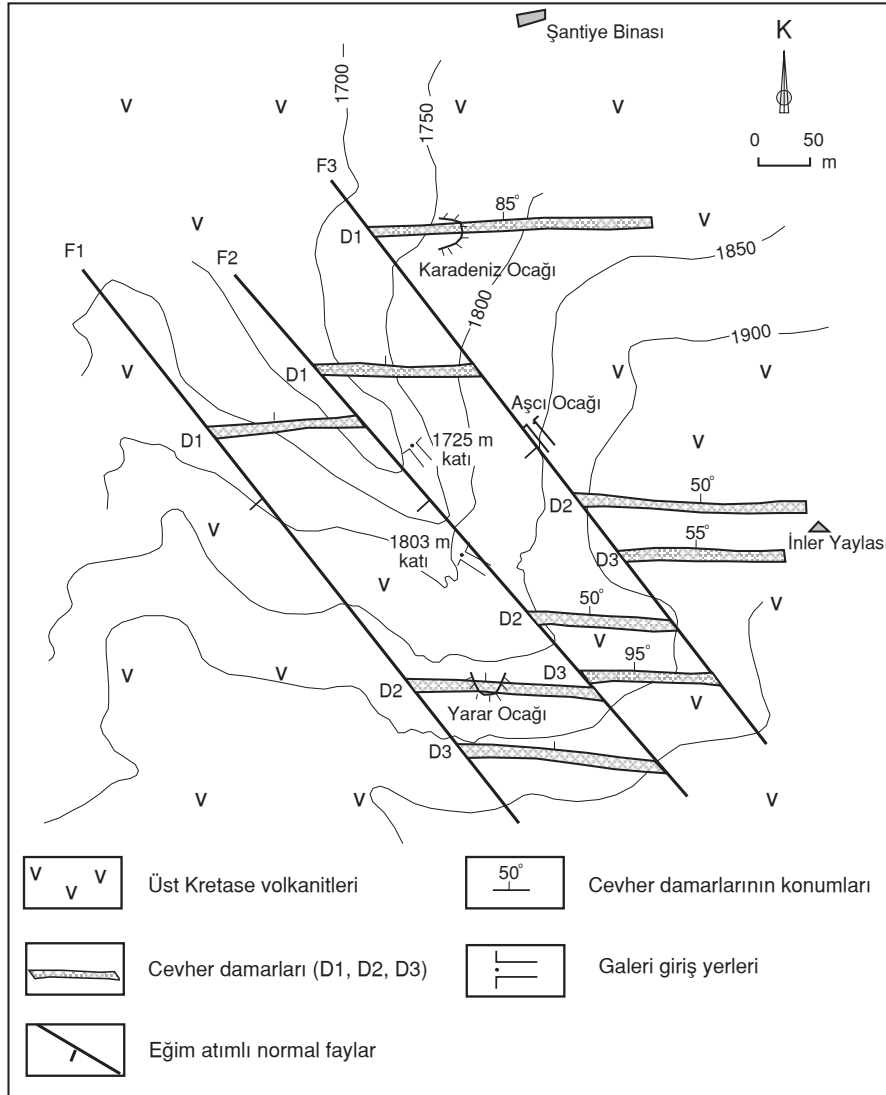 Şantiye Binası
K
1700
1750
V V V V
0 50
m
F3
85°
V
V
D1
F1
F2
Karadeniz Ocağı
1850
1800
1900
D1
V
V V
Aşcı Ocağı
D1
1725 m
katı
V
50°
D2
55°
İnler Yaylası
V
1803 m
katı
D3
V
50°
V
D2
V
95°
V
V
D3
D2
Yarar Ocağı
V
D3
V
V
V
V
V
V
Üst Kretase volkanitleri
50°
Cevher damarlarının konumları
Cevher damarları (D1, D2, D3)
Galeri giriş yerleri
Eğim atımlı normal faylar